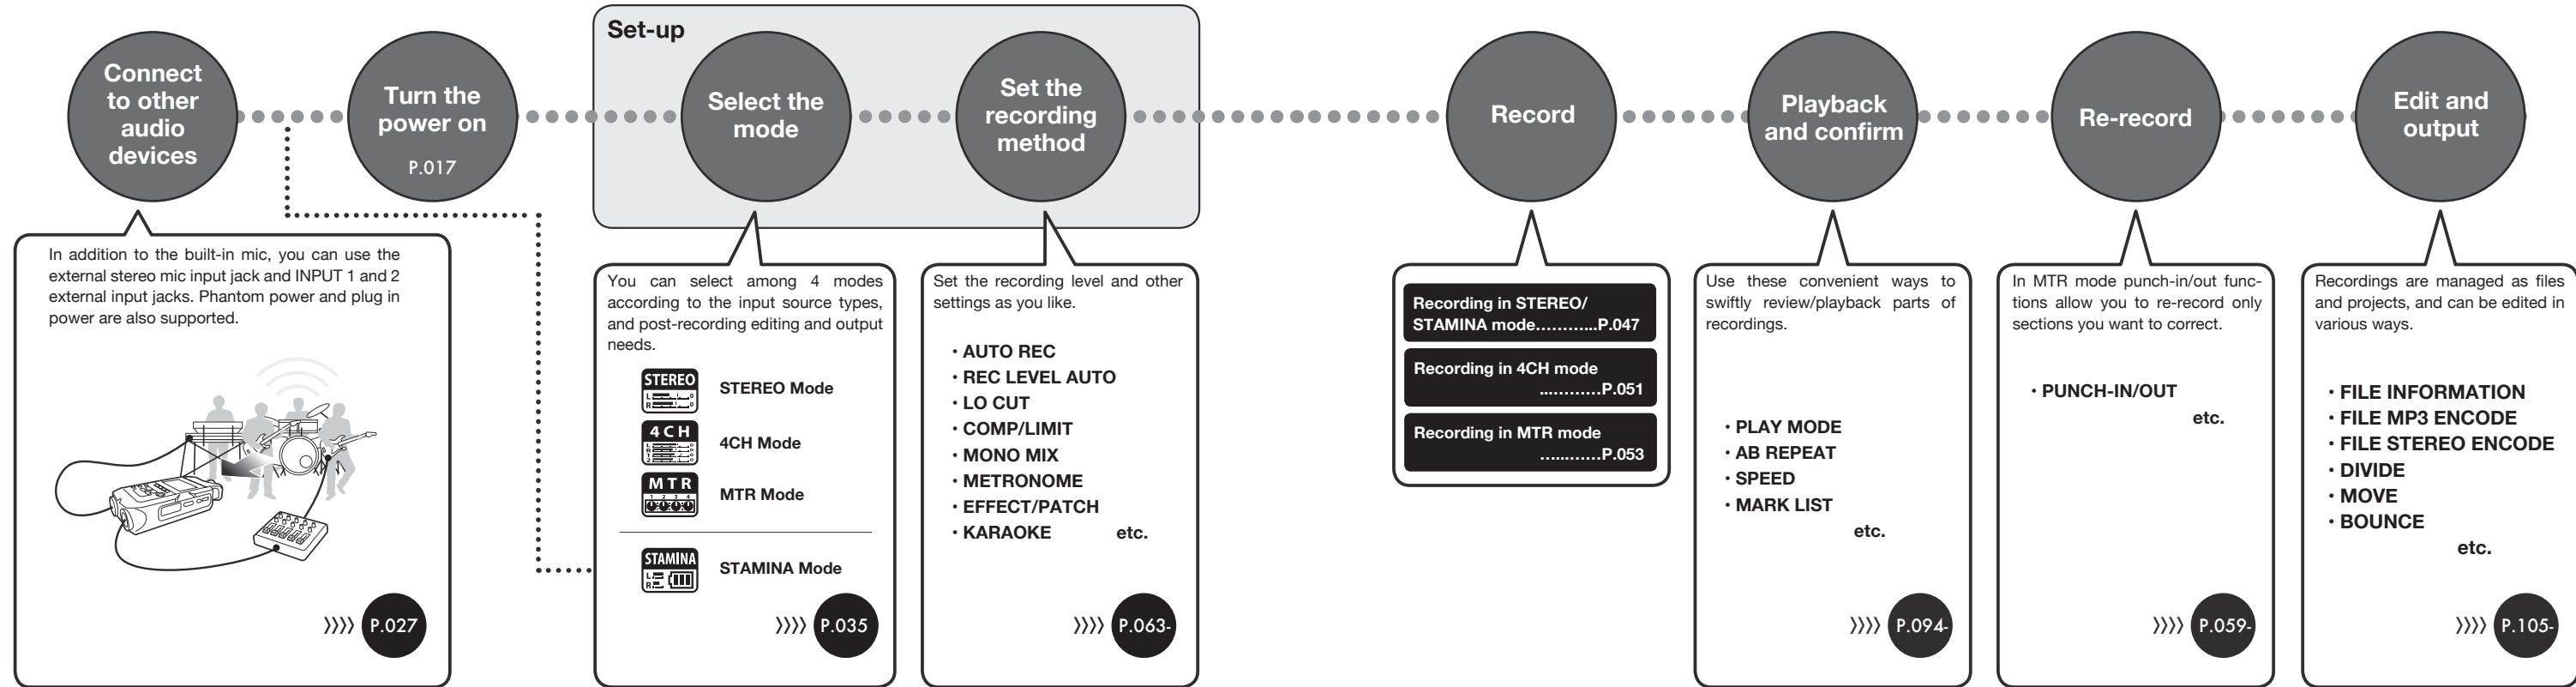 Set-up
Connect
to other
audio
devices
Turn the
power on
P.017
Select the
mode
Set the
recording
method
Record
Playback
and confirm
Re-record
Edit and
output
In addition to the built-in mic, you can use the
external stereo mic input jack and INPUT 1 and 2
external input jacks. Phantom power and plug in
power are also supported.
〉〉〉〉 P.027
You can select among 4 modes
according to the input source types,
and post-recording editing and output
needs.
STEREO
L
R
STEREO Mode
4CH
L
R
1
2
4CH Mode
MTR
1 2 3 4
MTR Mode
STAMINA
L
R
STAMINA Mode
〉〉〉〉 P.035
Set the recording level and other
settings as you like.
・AUTO REC
・REC LEVEL AUTO
・LO CUT
・COMP/LIMIT
・MONO MIX
・METRONOME
・EFFECT/PATCH
・KARAOKE etc.
〉〉〉〉 P.063-
Recording in STEREO/
STAMINA mode………...P.047
Recording in 4CH mode
...………P.051
Recording in MTR mode
…...……P.053
Use these convenient ways to
swiftly review/playback parts of
recordings.
・PLAY MODE
・AB REPEAT
・SPEED
・MARK LIST
etc.
〉〉〉〉 P.094-
In MTR mode punch-in/out func-
tions allow you to re-record only
sections you want to correct.
・PUNCH-IN/OUT
etc.
〉〉〉〉 P.059-
Recordings are managed as files
and projects, and can be edited in
various ways.
・FILE INFORMATION
・FILE MP3 ENCODE
・FILE STEREO ENCODE
・DIVIDE
・MOVE
・BOUNCE
etc.
〉〉〉〉 P.105-